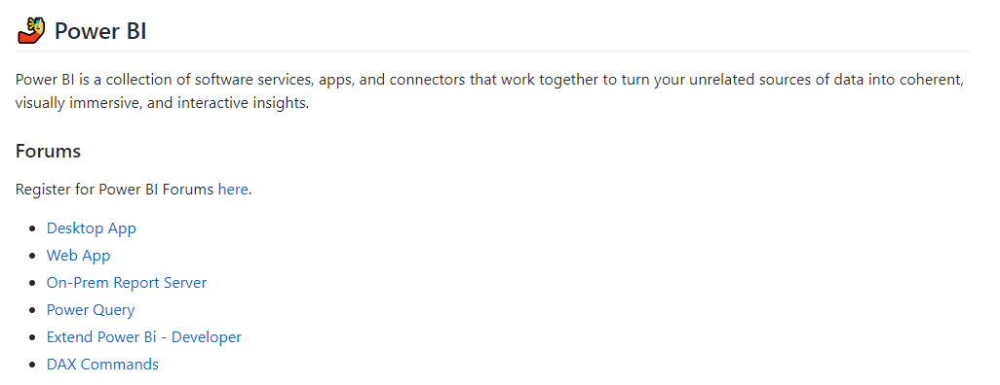 Power BI
Power BI is a collection of software services, apps, and connectors that work together to turn your unrelated sources of data into coherent,
visually immersive, and interactive insights.
Forums
Register for Power BI Forums here.
Desktop App
Web App
On-Prem Report Server
Power Query
Extend Power Bi - Developer
DAX Commands